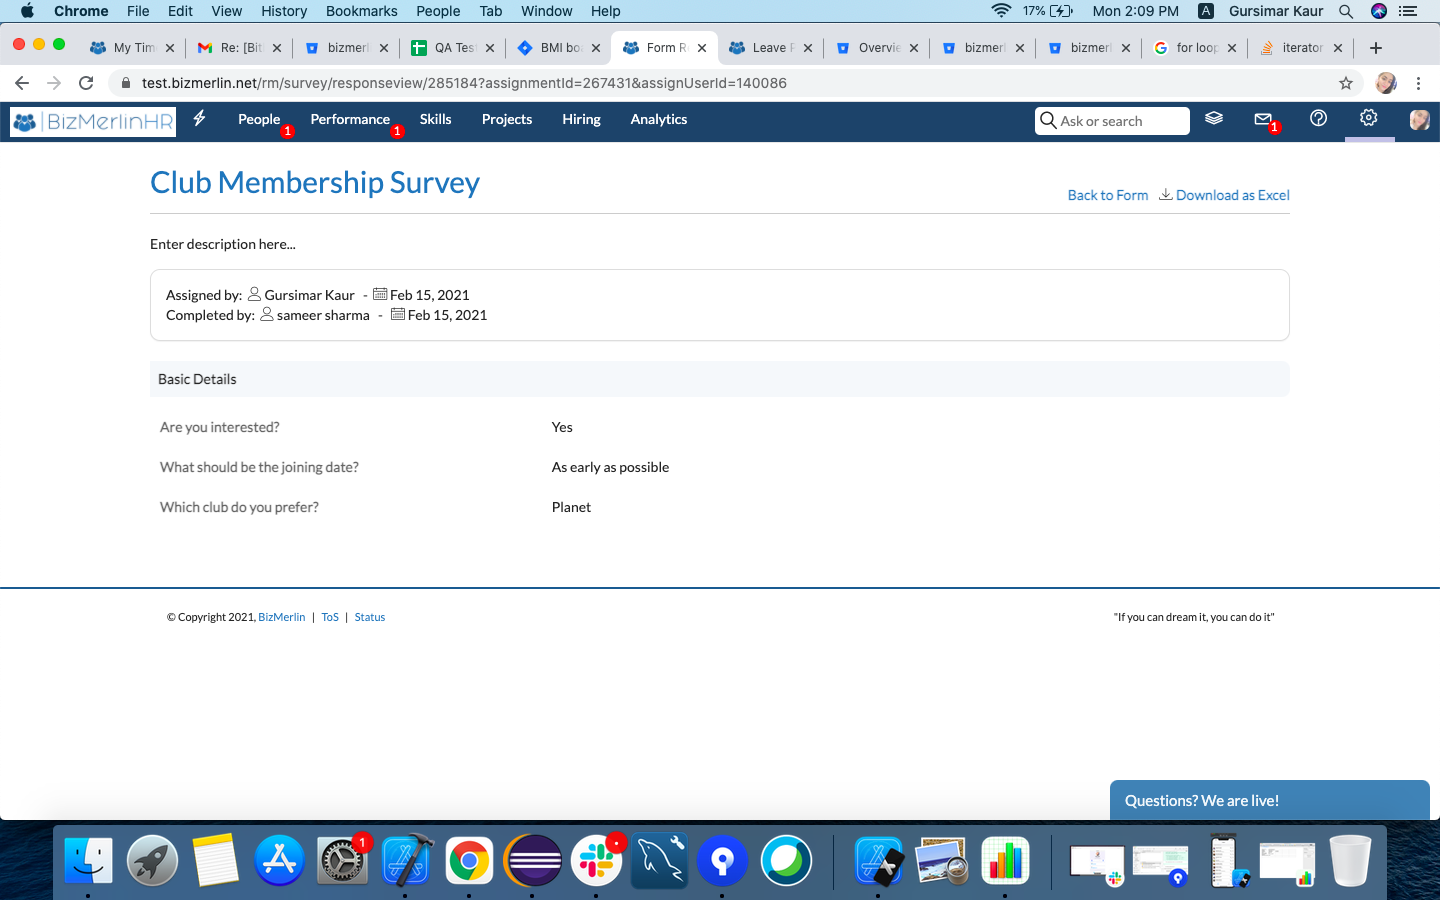 Chrome File Edit View History Bookmarks People Tab Window Help 17% Mon 2:09 PM A Gursimar Kaur
My Tim Re: [Bit bizmerl QA Tes BMI bo Form R Leave F Overvie bizmerl bizmerl for loop iterator
test.bizmerlin.net/rm/survey/responseview/285184?assignmentId=267431&assignUserId=140086
BizMerlinHR People 1 Performance 1 Skills Projects Hiring Analytics Ask or search 1
Club Membership Survey
Back to Form Download as Excel
Enter description here...
Assigned by: Gursimar Kaur - Feb 15, 2021
Completed by: sameer sharma - Feb 15, 2021
Basic Details
Are you interested? Yes
What should be the joining date? As early as possible
Which club do you prefer? Planet
© Copyright 2021, BizMerlin | ToS | Status "If you can dream it, you can do it"
Questions? We are live!
1